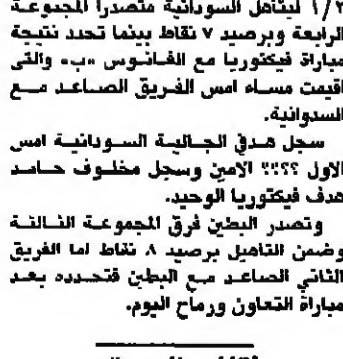 ١/٢ ليتأهل السودانية متصدرا المجموعة
الرابعة وبرصيد ٧ نقاط بينما تحدد نتيجة
مباراة فيكتوريا مع الفانوس «ب» والتى
اقيمت مساء امس الفريق الصاعد مع
السودانية.
سجل هدفي الجالية السودانية امس
الاول ؟؟؟؟ الامين وسجل مخلوف حامد
هدف فيكتوريا الوحيد.
وتصدر البطين فرق المجموعة الثالثة
وضمن التاهيل برصيد ٨ نقاط اما الفريق
الثاني الصاعد مع البطين فتحدده بعد
مباراة التعاون ورماح اليوم.